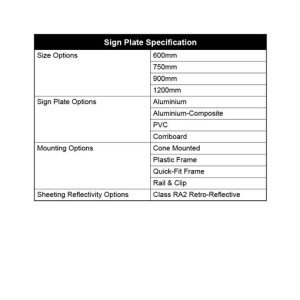 Sign Plate Specification
Size Options 600mm
750mm
900mm
1200mm
Sign Plate Options Aluminium
Aluminium-Composite
PVC
Corriboard
Mounting Options Cone Mounted
Plastic Frame
Quick-Fit Frame
Rail & Clip
Sheeting Reflectivity Options Class RA2 Retro-Reflective